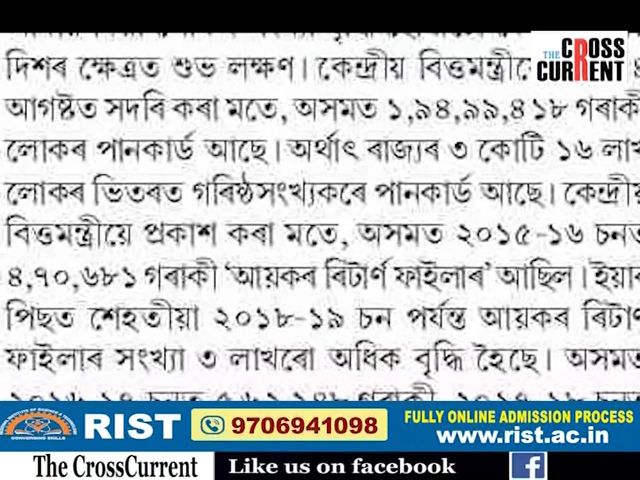 দিশৰ ক্ষেত্ৰত শুভ লক্ষণ। কেন্দ্ৰীয় বিত্তমন্ত্ৰীয়ে
THE CROSS CURRENT
আগষ্টত সদৰি কৰা মতে, অসমত ১,৯৪,৯৯,৪১৮ গৰাকী
লোকৰ পানকাৰ্ড আছে। অৰ্থাৎ ৰাজ্যৰ ৩ কোটি ১৬ লাখ
লোকৰ ভিতৰত গৰিষ্ঠসংখ্যকৰে পানকাৰ্ড আছে। কেন্দ্ৰীয়
বিত্তমন্ত্ৰীয়ে প্ৰকাশ কৰা মতে, অসমত ২০১৫-১৬ চনত
৪,৭০,৬৮১ গৰাকী ‘আয়কৰ ৰিটাৰ্ণ ফাইলাৰ’ আছিল। ইয়াৰ
পিছত শেহতীয়া ২০১৮-১৯ চন পৰ্যন্ত আয়কৰ ৰিটাৰ্ণ
ফাইলাৰ সংখ্যা ৩ লাখৰো অধিক বৃদ্ধি হৈছে। অসমত
RIST 9706941098 FULLY ONLINE ADMISSION PROCESS
www.rist.ac.in
The CrossCurrent Like us on facebook f